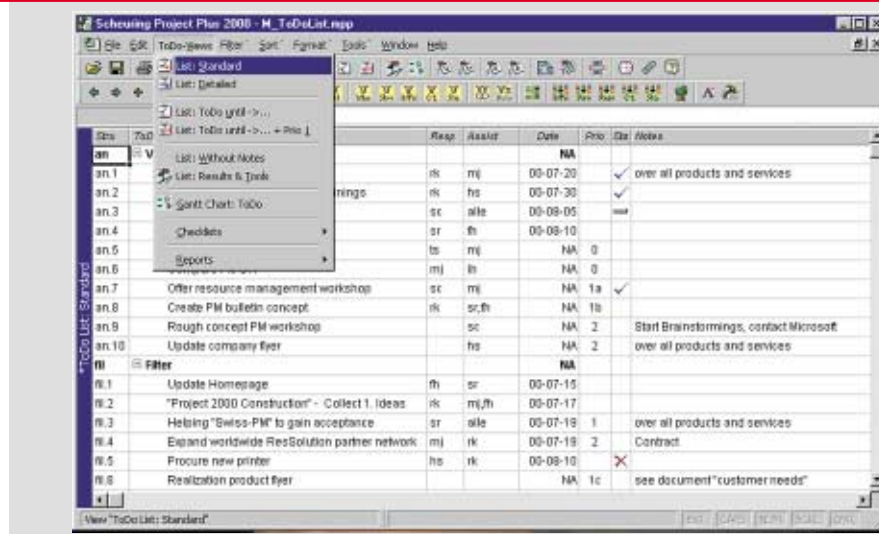 Scheuring Project Plus 2000 - M_ToDoList.mpp
File Edit ToDo-Views Filter Sort Format Tools Window Help
List: Standard
List: Detailed
List: ToDo until->...
List: ToDo until->... + Prio 1
List: Without Notes
List: Results & Tools
Gantt Chart: ToDo
Checklists
Reports
Resp Assist Date Prio Sta Notes
an V NA
an.1 rk mj 00-07-20 over all products and services
an.2 nings rk hs 00-07-30
an.3 sc alle 00-08-05
an.4 sr fh 00-08-10
an.5 ts mj NA 0
an.6 mj NA 0
an.7 Offer resource management workshop sc mj NA 1a
an.8 Create PM bulletin concept rk sr,fh NA 1b
an.9 Rough concept PM workshop sc NA 2 Start Brainstormings, contact Microsoft
an.10 Update company flyer hs NA 2 over all products and services
fil Filter NA
fil.1 Update Homepage fh sr 00-07-15
fil.2 "Project 2000 Construction" - Collect 1. Ideas rk mj,fh 00-07-17
fil.3 Helping "Swiss-PM" to gain acceptance sr alle 00-07-18 1 over all products and services
fil.4 Expand worldwide ResSolution partner network mj rk 00-07-19 2 Contract
fil.5 Procure new printer hs rk 00-08-10
fil.6 Realization product flyer NA 1c see document "customer needs"
*ToDo List: Standard
View "ToDo List: Standard"